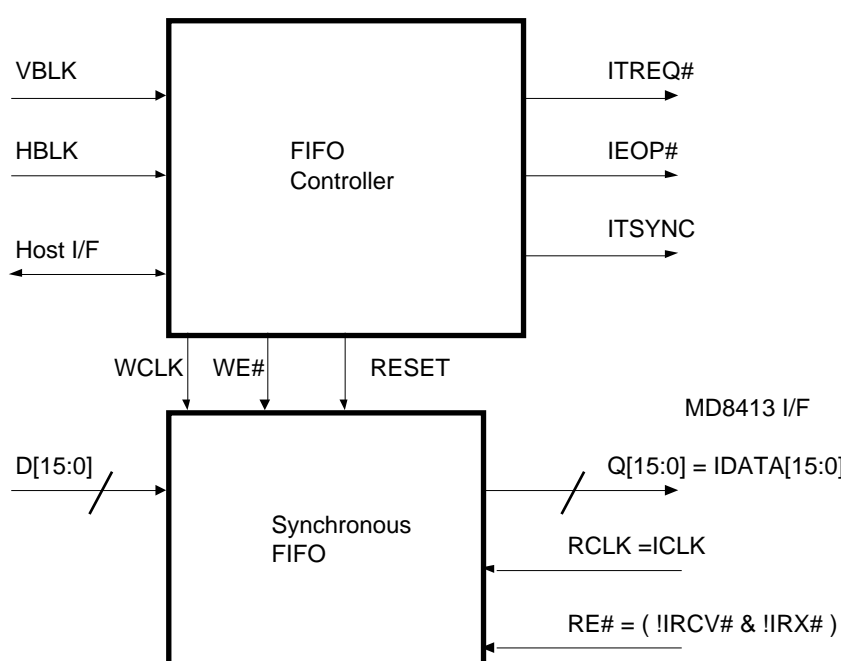 VBLK
ITREQ#
HBLK
FIFO
Controller
IEOP#
Host I/F
ITSYNC
WCLK
WE#
RESET
MD8413 I/F
D[15:0]
Q[15:0] = IDATA[15:0]
Synchronous
FIFO
RCLK =ICLK
RE# = ( !IRCV# & !IRX# )